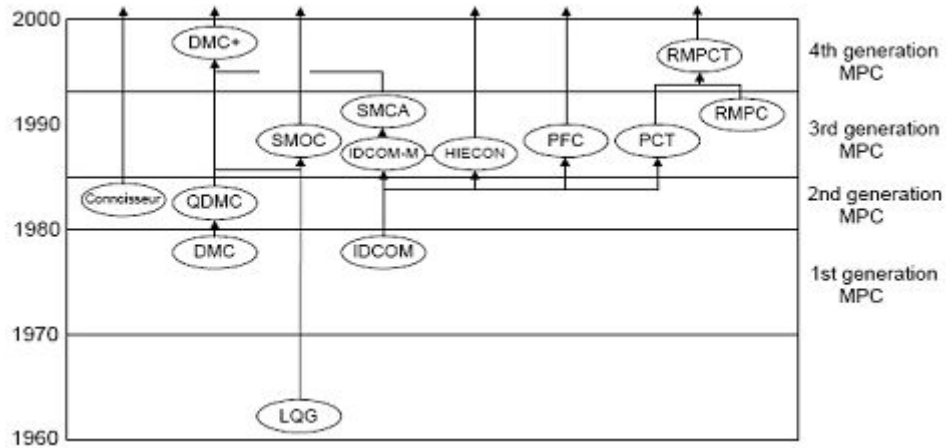 2000
DMC+
RMPCT
4th generation
MPC
SMCA
RMPC
1990
SMOC
IDCOM-M
HIECON
PFC
PCT
3rd generation
MPC
Connoisseur
QDMC
2nd generation
MPC
1980
DMC
IDCOM
1st generation
MPC
1970
LQG
1960